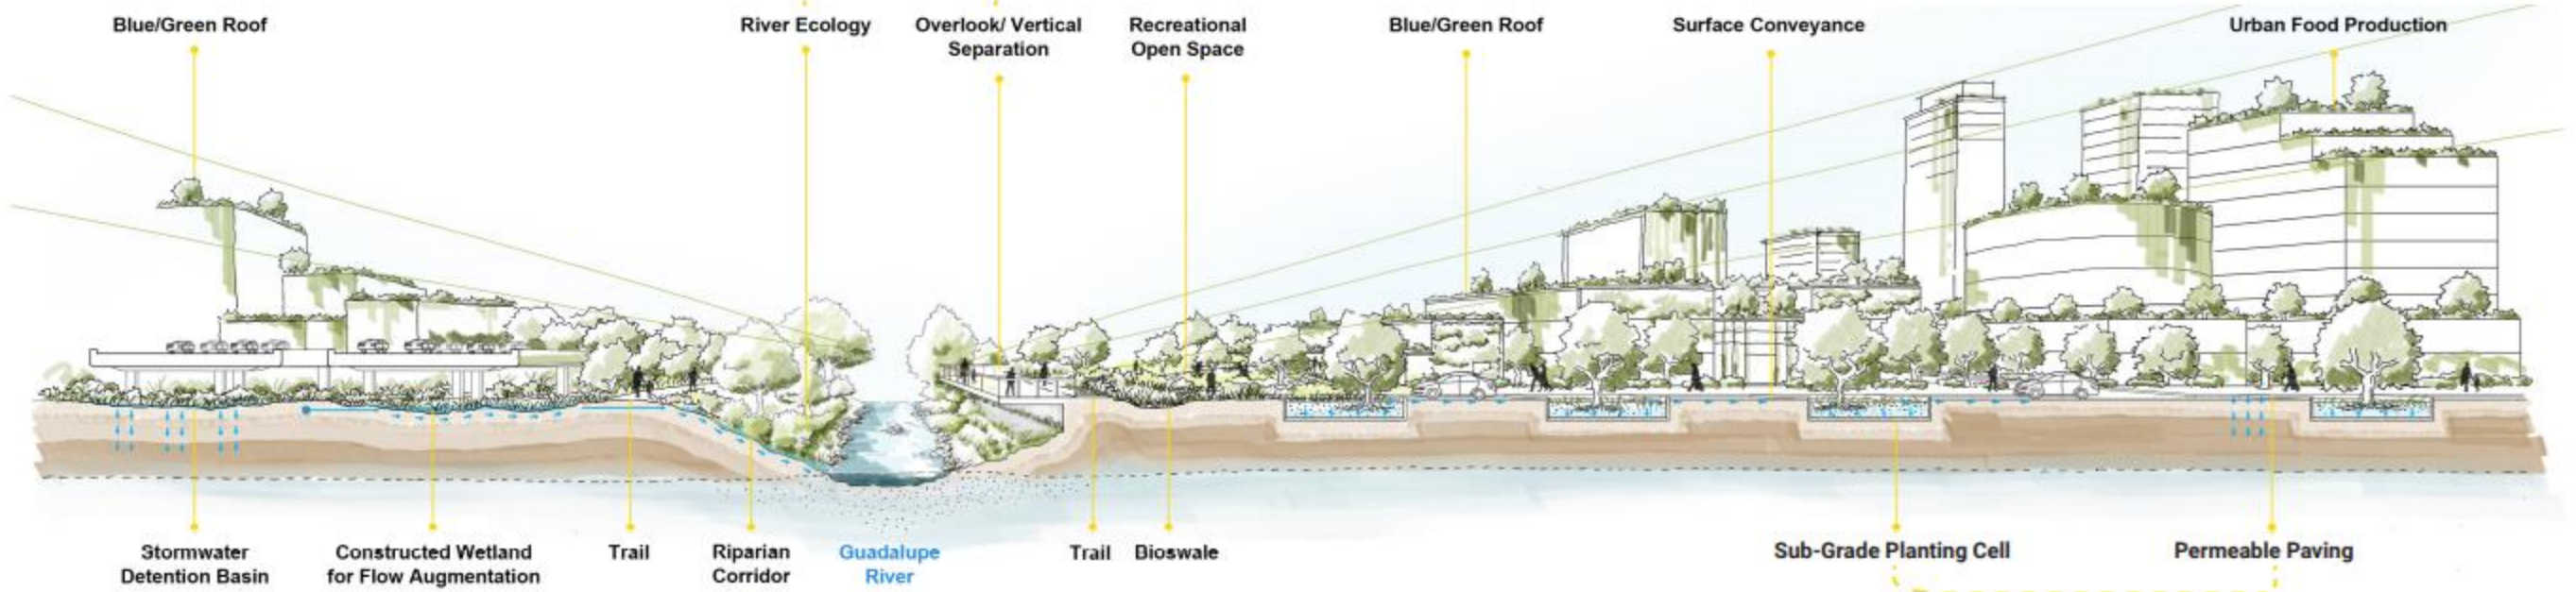 Blue/Green Roof
River Ecology
Overlook/ Vertical
Separation
Recreational
Open Space
Blue/Green Roof
Surface Conveyance
Urban Food Production
Stormwater
Detention Basin
Constructed Wetland
for Flow Augmentation
Trail
Riparian
Corridor
Guadalupe
River
Trail
Bioswale
Sub-Grade Planting Cell
Permeable Paving